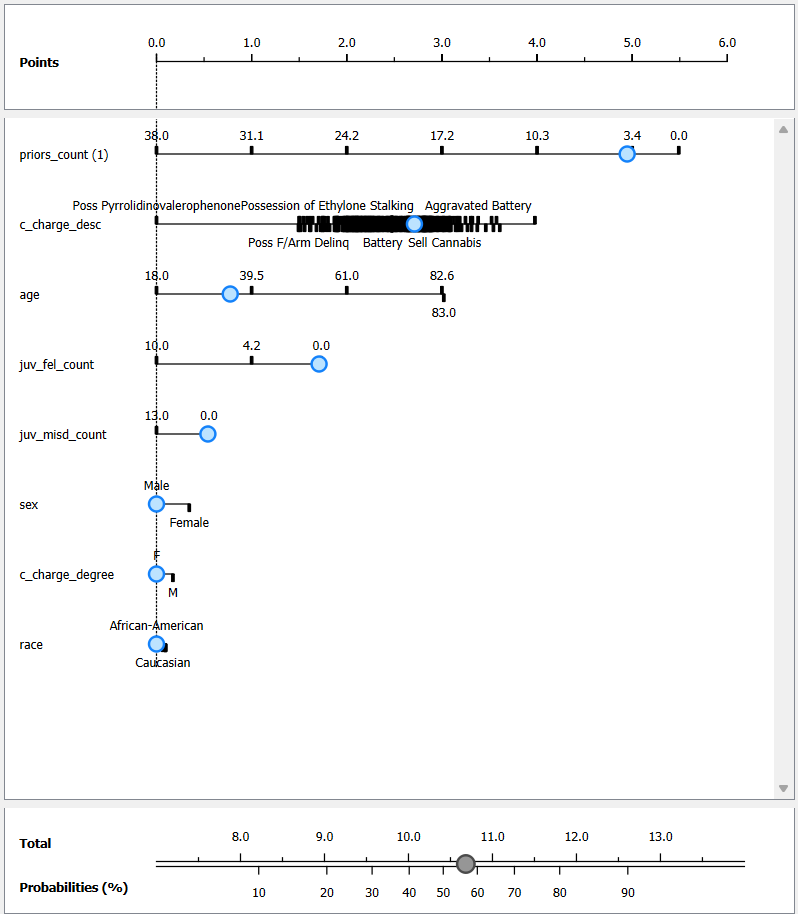 0.0 1.0 2.0 3.0 4.0 5.0 6.0
Points
38.0 31.1 24.2 17.2 10.3 3.4 0.0
priors_count (1)
Poss Pyrrolidinovalerophenone Possession of Ethylone Stalking Aggravated Battery
c_charge_desc
Poss F/Arm Delinq Battery Sell Cannabis
18.0 39.5 61.0 82.6
age
83.0
10.0 4.2 0.0
juv_fel_count
13.0 0.0
juv_misd_count
Male
sex
Female
F
c_charge_degree
M
African-American
race
Caucasian
8.0 9.0 10.0 11.0 12.0 13.0
Total
Probabilities (%)
10 20 30 40 50 60 70 80 90